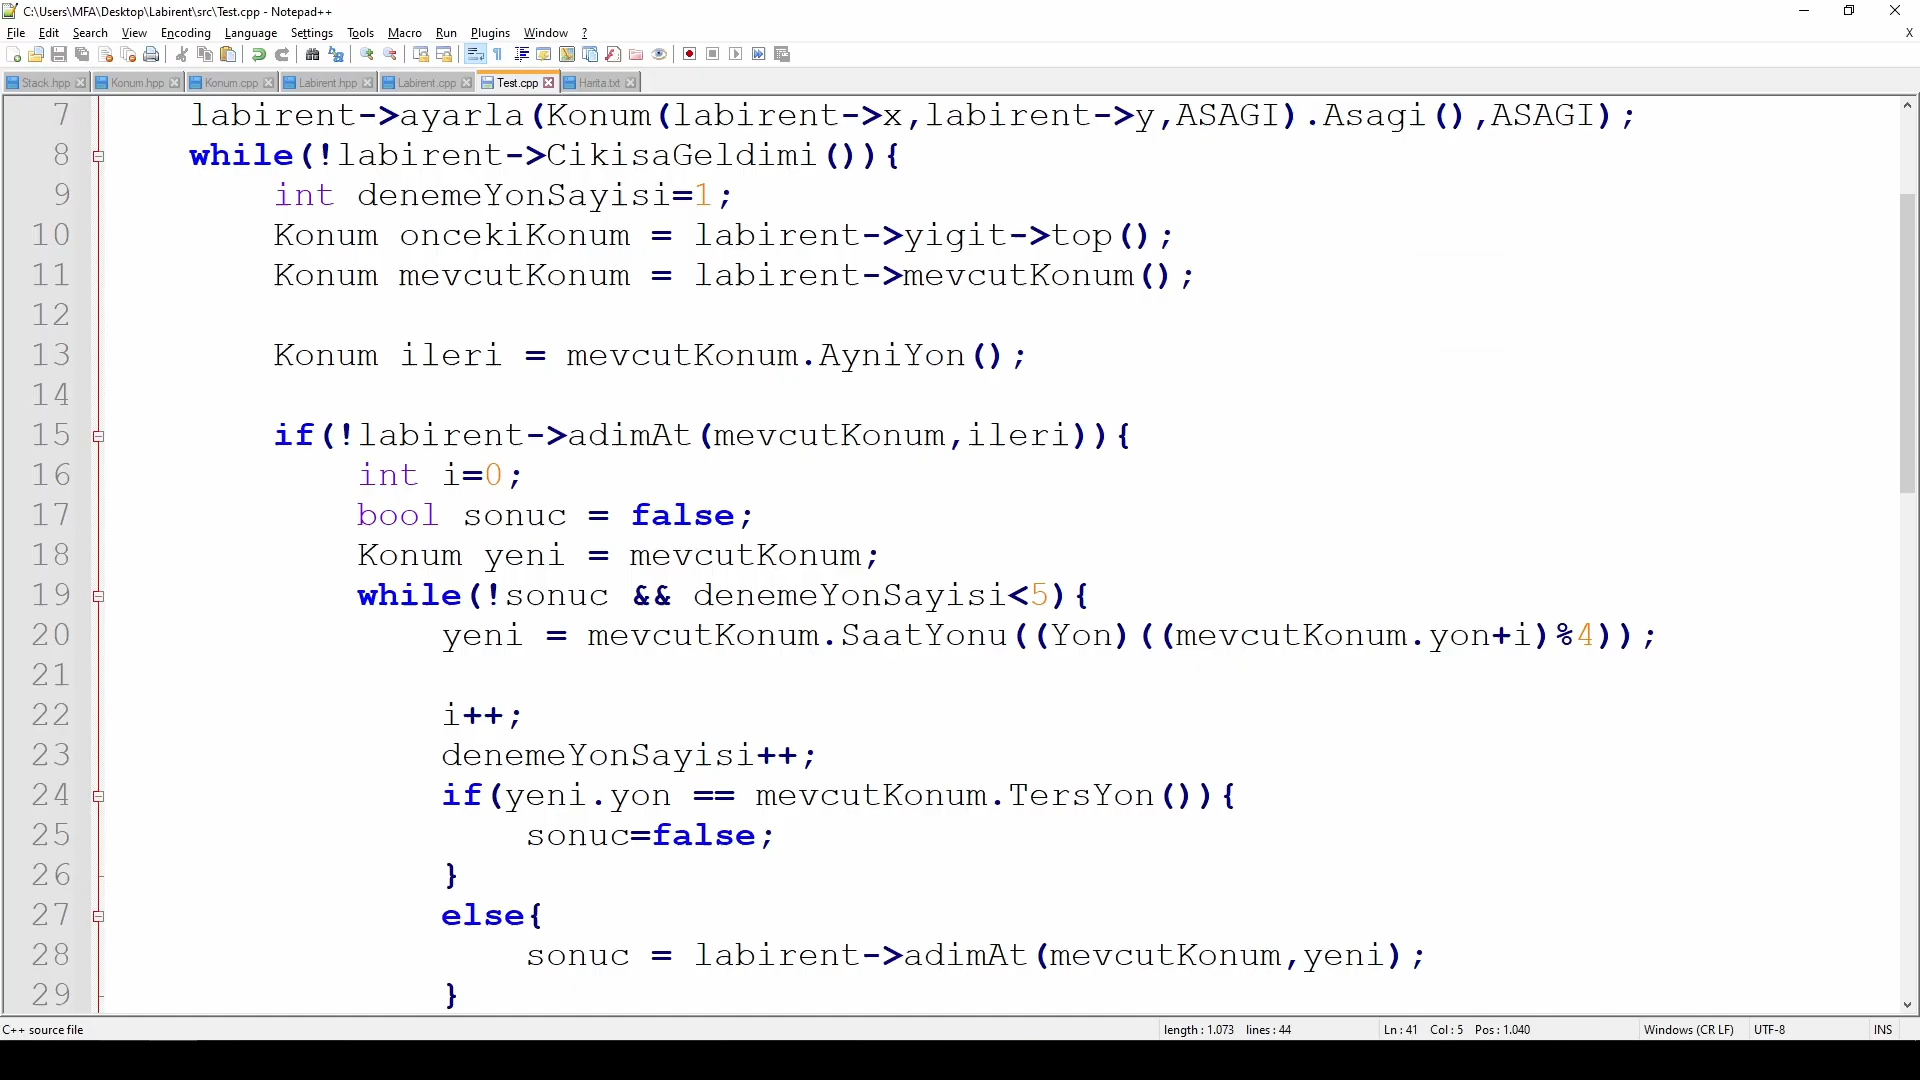 C:\Users\MFA\Desktop\Labirent\src\Test.cpp - Notepad++
File Edit Search View Encoding Language Settings Tools Macro Run Plugins Window ? X
Stack.hpp Konum.hpp Konum.cpp Labirent.hpp Labirent.cpp Test.cpp Harita.txt
7 labirent->ayarla(Konum(labirent->x,labirent->y,ASAGI).Asagi(),ASAGI);
8 while(!labirent->CikisaGeldimi()){
9 int denemeYonSayisi=1;
10 Konum oncekiKonum = labirent->yigit->top();
11 Konum mevcutKonum = labirent->mevcutKonum();
12
13 Konum ileri = mevcutKonum.AyniYon();
14
15 if(!labirent->adimAt(mevcutKonum,ileri)){
16 int i=0;
17 bool sonuc = false;
18 Konum yeni = mevcutKonum;
19 while(!sonuc && denemeYonSayisi<5){
20 yeni = mevcutKonum.SaatYonu((Yon)((mevcutKonum.yon+i)%4));
21
22 i++;
23 denemeYonSayisi++;
24 if(yeni.yon == mevcutKonum.TersYon()){
25 sonuc=false;
26 }
27 else{
28 sonuc = labirent->adimAt(mevcutKonum,yeni);
29 }
C++ source file length : 1.073 lines : 44 Ln : 41 Col : 5 Pos : 1.040 Windows (CR LF) UTF-8 INS